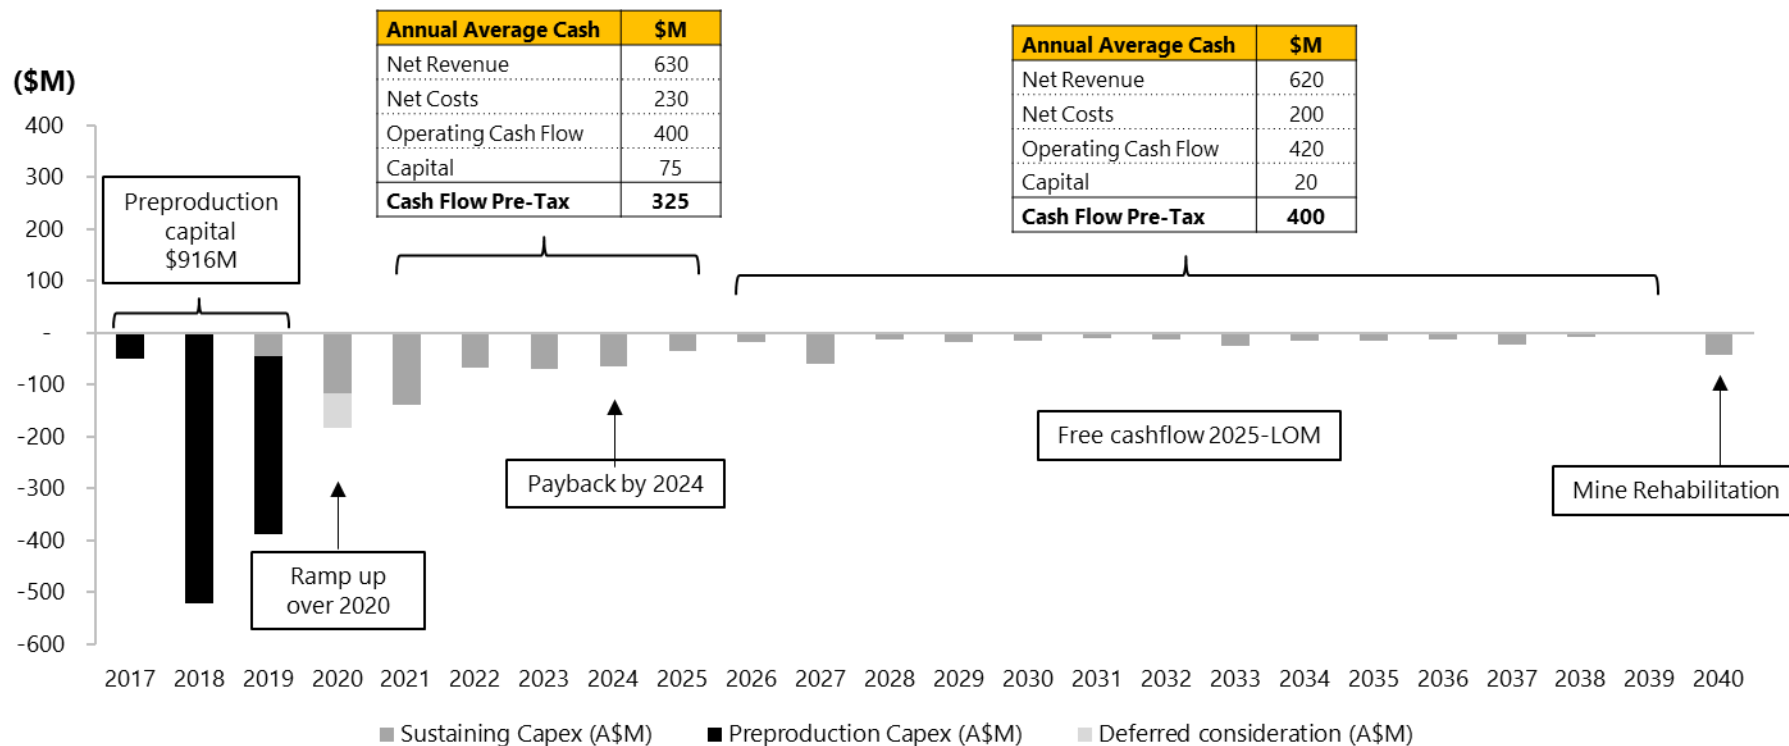 ($M)
400
300
200
100
-
-100
-200
-300
-400
-500
-600
Preproduction
capital
$916M
Annual Average Cash $M
Net Revenue 630
Net Costs 230
Operating Cash Flow 400
Capital 75
Cash Flow Pre-Tax 325
Annual Average Cash $M
Net Revenue 620
Net Costs 200
Operating Cash Flow 420
Capital 20
Cash Flow Pre-Tax 400
Ramp up
over 2020
Payback by 2024
Free cashflow 2025-LOM
Mine Rehabilitation
2017 2018 2019 2020 2021 2022 2023 2024 2025 2026 2027 2028 2029 2030 2031 2032 2033 2034 2035 2036 2037 2038 2039 2040
Sustaining Capex (A$M) Preproduction Capex (A$M) Deferred consideration (A$M)